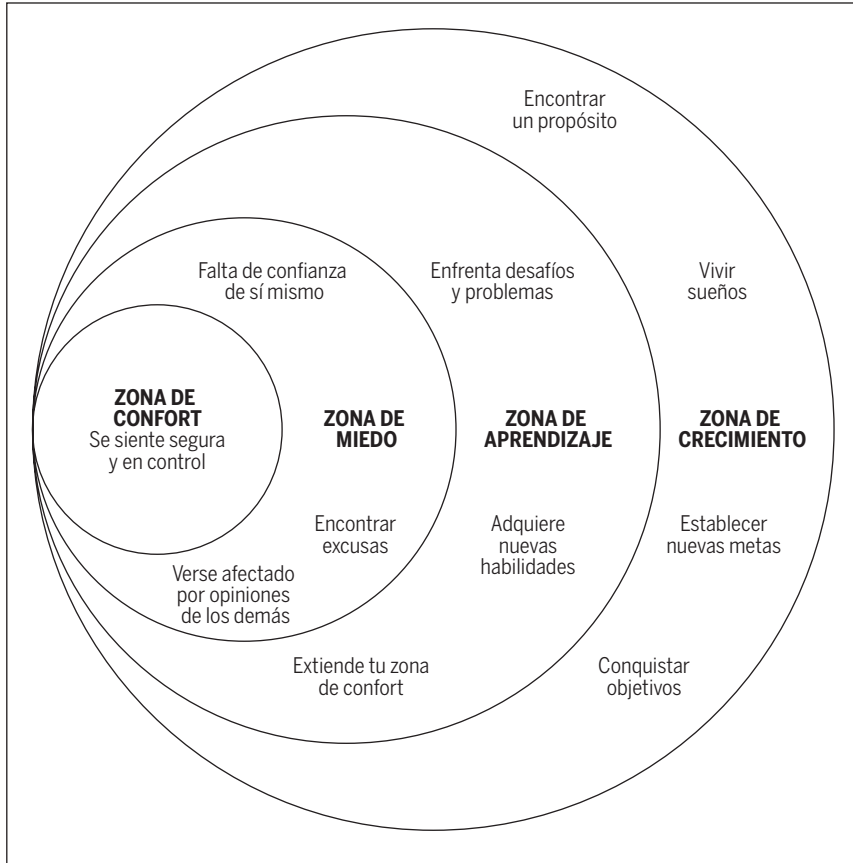 Encontrar
un propósito
Falta de confianza
de sí mismo
Enfrenta desafíos
y problemas
Vivir
sueños
ZONA DE
CONFORT
Se siente segura
y en control
ZONA DE
MIEDO
ZONA DE
APRENDIZAJE
ZONA DE
CRECIMIENTO
Encontrar
excusas
Adquiere
nuevas
habilidades
Establecer
nuevas metas
Verse afectado
por opiniones
de los demás
Extiende tu zona
de confort
Conquistar
objetivos